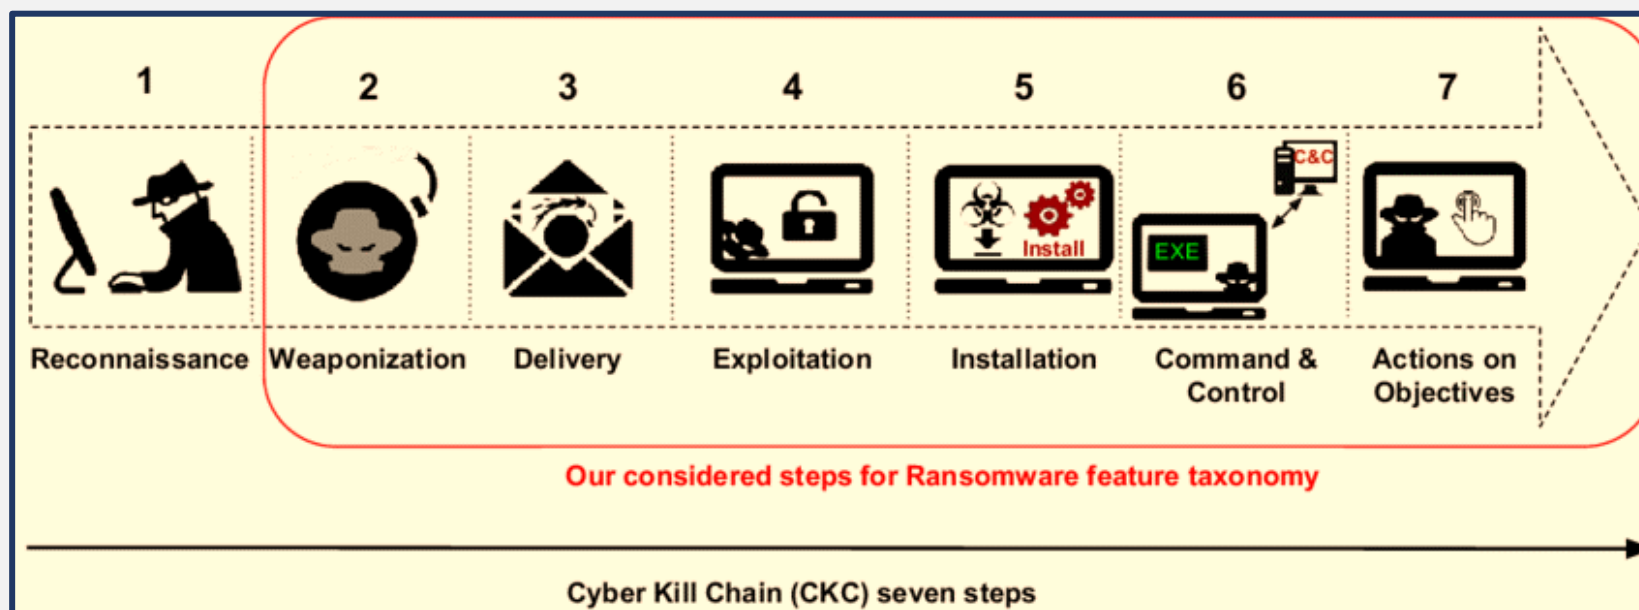 1 2 3 4 5 6 7
C&C
EXE
Install
Reconnaissance Weaponization Delivery Exploitation Installation Command & Actions on
Control Objectives
Our considered steps for Ransomware feature taxonomy
Cyber Kill Chain (CKC) seven steps